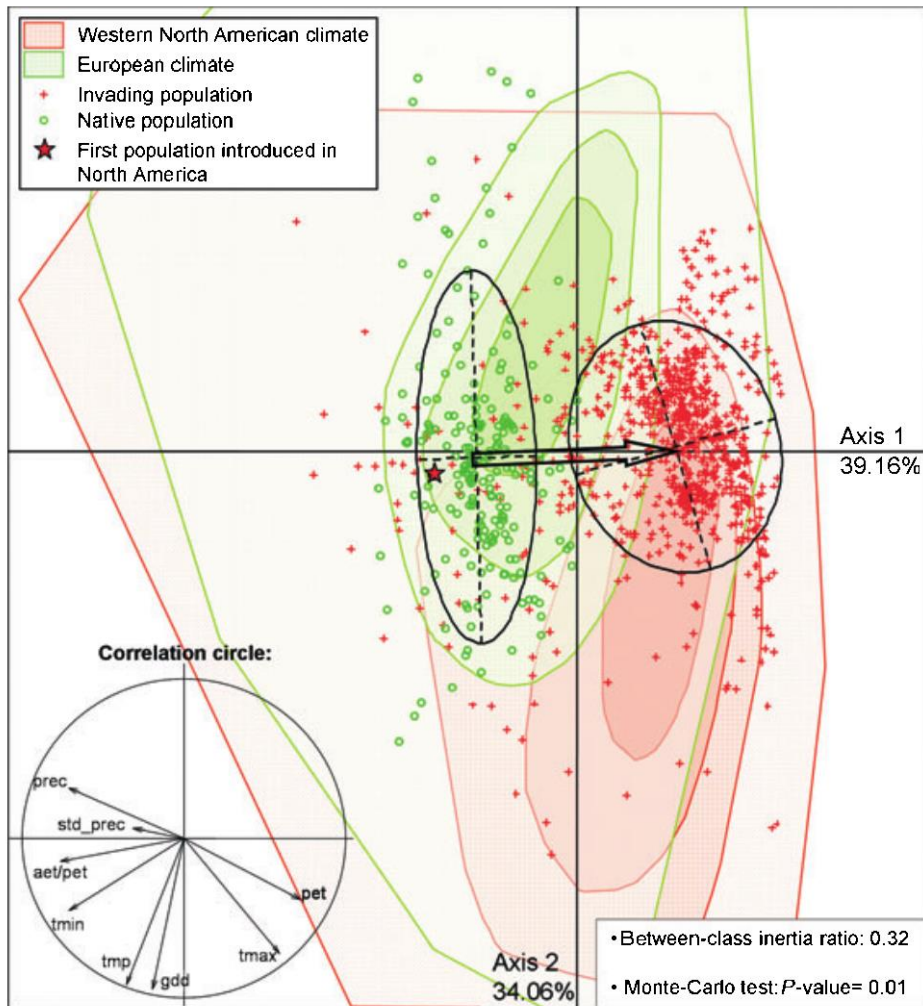 Western North American climate
European climate
Invading population
Native population
First population introduced in
North America
Axis 1
39.16%
Correlation circle:
prec
std_prec
aet/pet
tmin
tmp
gdd
tmax
pet
Axis 2
34.06%
•Between-class inertia ratio: 0.32
• Monte-Carlo test: P-value= 0.01